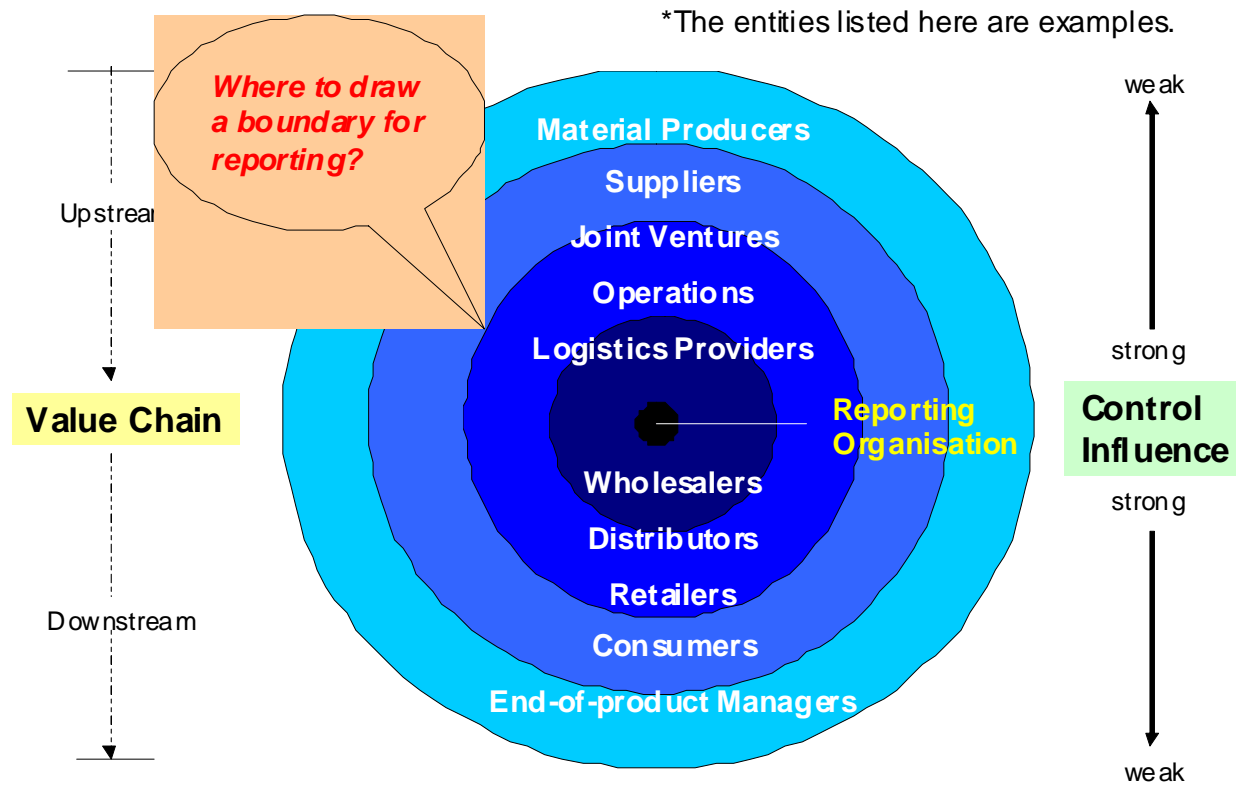 *The entities listed here are examples.
Where to draw
a boundary for
reporting?
weak
Material Producers
Suppliers
Upstream
Joint Ventures
Operations
Logistics Providers
strong
Value Chain
Reporting
Organisation
Control
Influence
Wholesalers
strong
Distributors
Retailers
Downstream
Consumers
End-of-product Managers
weak